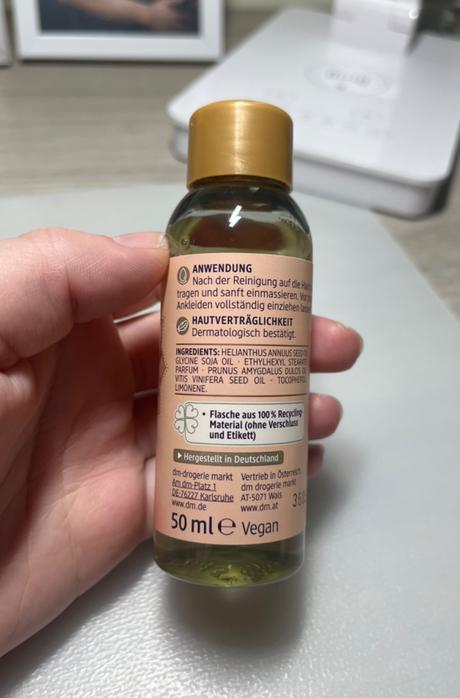 ANWENDUNG
Nach der Reinigung auf die
tragen und sanft einmassieren.
Ankleiden vollständig einziehen
HAUTVERTRÄGLICHKEIT
Dermatologisch bestätigt.
INGREDIENTS: HELIANTHUS ANNUUS SEED
GLYCINE SOJA OIL · ETHYLHEXYL STEARATE
PARFUM · PRUNUS AMYGDALUS DULCIS
VITIS VINIFERA SEED OIL · TOCOPHEROL
LIMONENE.
• Flasche aus 100 % Recycling-
Material (ohne Verschluss
und Etikett)
Hergestellt in Deutschland
dm-drogerie markt
Am dm-Platz 1
DE-76227 Karlsruhe
www.dm.de
Vertrieb in Österreich
dm drogerie markt
AT-5071 Wals
www.dm.at
50 ml e Vegan